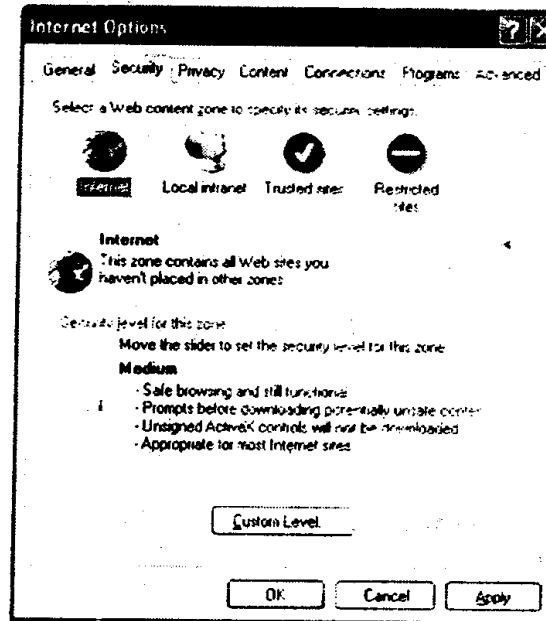 Internet Options
General Security Privacy Content Connections Programs Advanced
Select a Web content zone to specify its security settings.
Internet Local intranet Trusted sites Restricted sites
Internet
This zone contains all Web sites you
haven't placed in other zones
Security level for this zone
Move the slider to set the security level for this zone
Medium
- Safe browsing and still functional
- Prompts before downloading potentially unsafe content
- Unsigned ActiveX controls will not be downloaded
- Appropriate for most Internet sites
Custom Level.
OK Cancel Apply